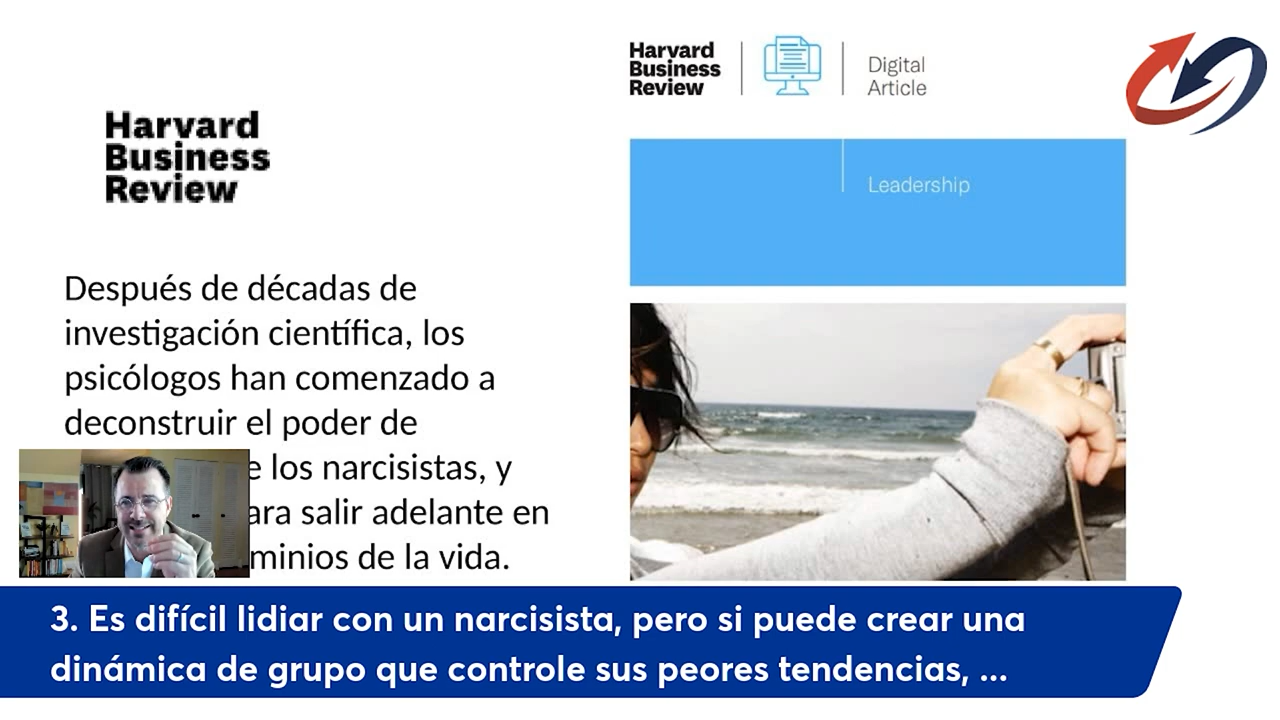 Harvard
Business
Review
Harvard
Business
Review
Digital
Article
Leadership
Después de décadas de
investigación científica, los
psicólogos han comenzado a
deconstruir el poder de
los narcisistas, y
salir adelante en
de la vida.
3. Es difícil lidiar con un narcisista, pero si puede crear una
dinámica de grupo que controle sus peores tendencias, ...